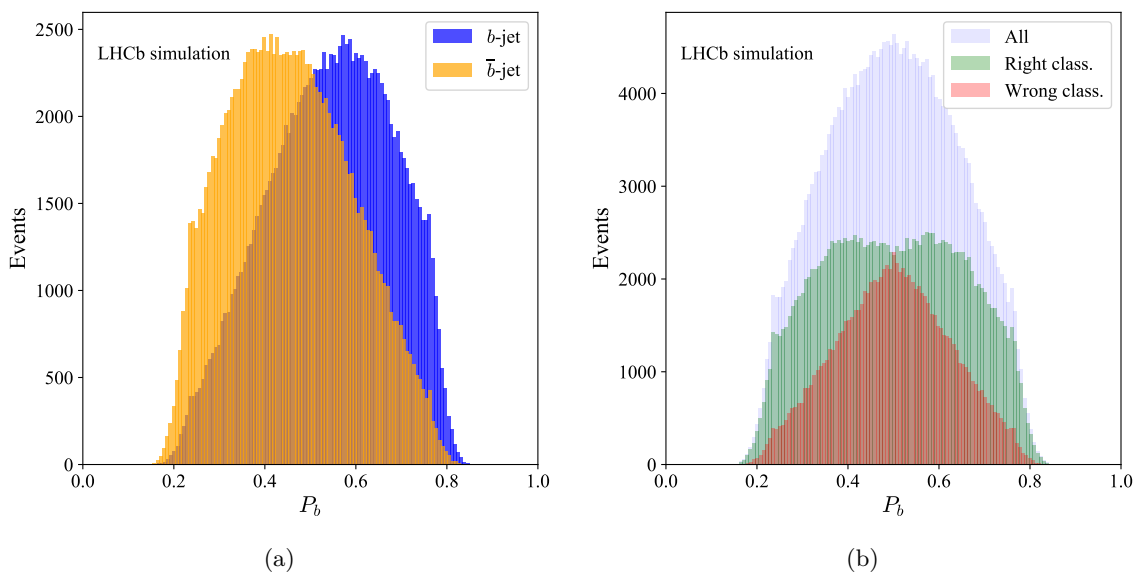 2500
2000
1500
1000
500
0
Events
LHCb simulation
b-jet
b̅-jet
0.0 0.2 0.4 0.6 0.8 1.0
P_b
(a)
4000
3000
2000
1000
0
Events
LHCb simulation
All
Right class.
Wrong class.
0.0 0.2 0.4 0.6 0.8 1.0
P_b
(b)